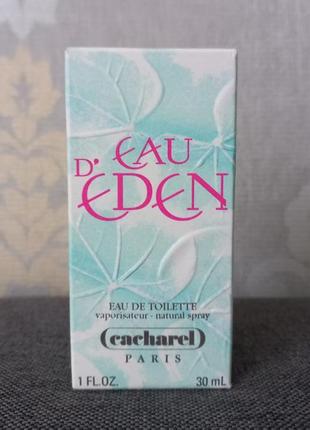 EAU
D'EDEN
EAU DE TOILETTE
vaporisateur - natural spray
cacharel
PARIS
1 FL.OZ. 30 mL